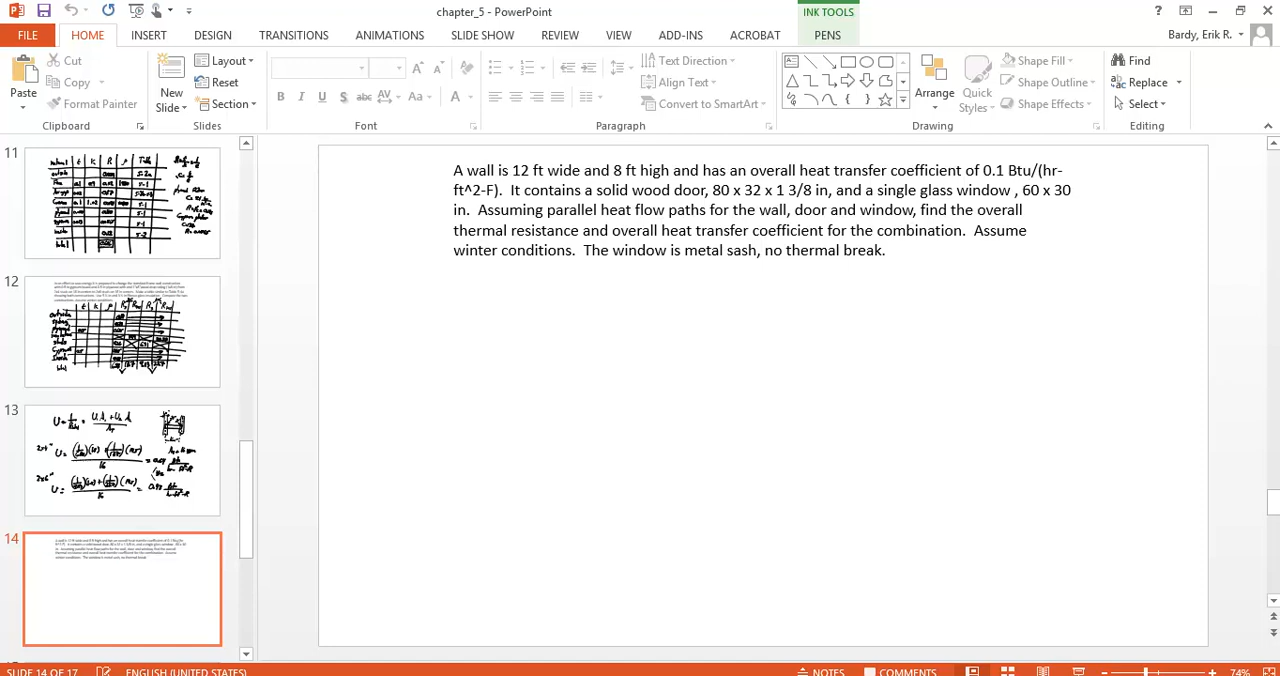 chapter_5 - PowerPoint
INK TOOLS
?
FILE
HOME
INSERT
DESIGN
TRANSITIONS
ANIMATIONS
SLIDE SHOW
REVIEW
VIEW
ADD-INS
ACROBAT
PENS
Bardy, Erik R.
Paste
Cut
Copy
Format Painter
Clipboard
New
Slide
Layout
Reset
Section
Slides
B I U S abc AV Aa A
Font
Text Direction
Align Text
Convert to SmartArt
Paragraph
Arrange
Quick
Styles
Shape Fill
Shape Outline
Shape Effects
Drawing
Find
Replace
Select
Editing
11
12
13
14
A wall is 12 ft wide and 8 ft high and has an overall heat transfer coefficient of 0.1 Btu/(hr-
ft^2-F).  It contains a solid wood door, 80 x 32 x 1 3/8 in, and a single glass window , 60 x 30
in.  Assuming parallel heat flow paths for the wall, door and window, find the overall
thermal resistance and overall heat transfer coefficient for the combination.  Assume
winter conditions.  The window is metal sash, no thermal break.
SLIDE 14 OF 17
ENGLISH (UNITED STATES)
NOTES
COMMENTS
74%